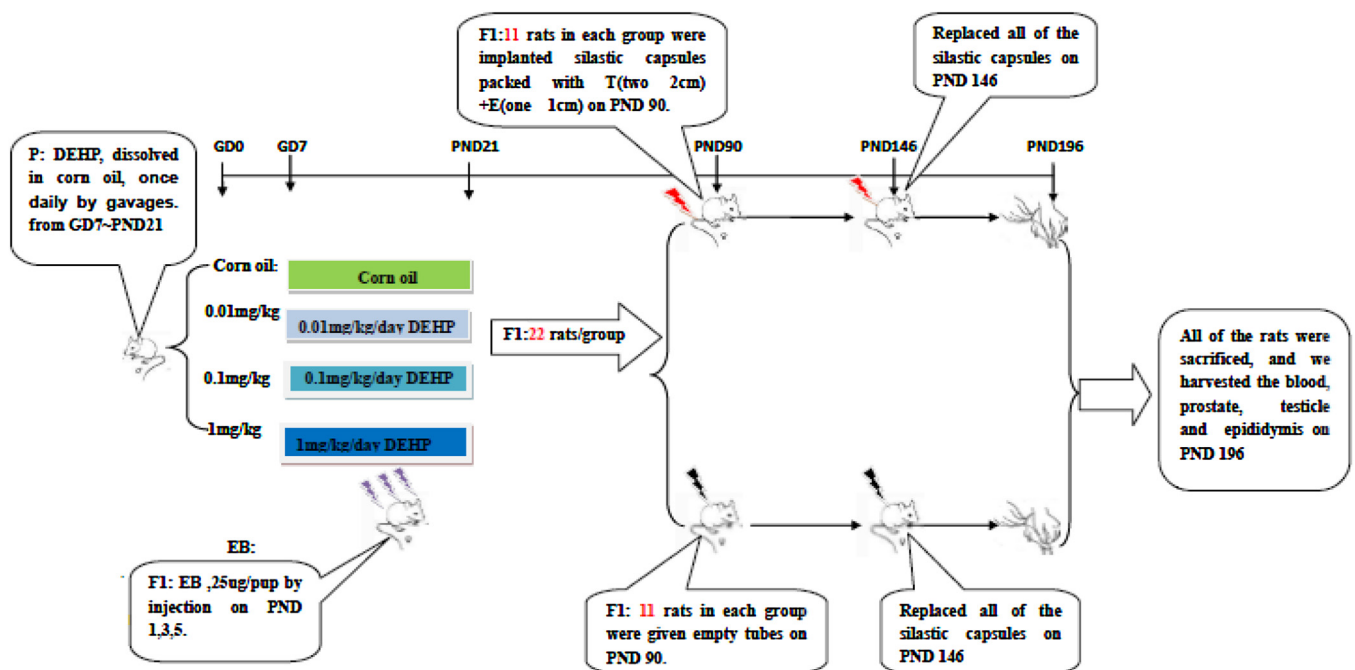 F1:11 rats in each group were
implanted silastic capsules
packed with T(two 2cm)
+E(one 1cm) on PND 90.
Replaced all of the
silastic capsules on
PND 146
P: DEHP, dissolved
in corn oil, once
daily by gavages.
from GD7~PND21
GD0
GD7
PND21
PND90
PND146
PND196
Corn oil:
Corn oil
0.01mg/kg
0.01mg/kg/day DEHP
0.1mg/kg
0.1mg/kg/day DEHP
1mg/kg
1mg/kg/day DEHP
F1:22 rats/group
All of the rats were
sacrificed, and we
harvested the blood,
prostate, testicle
and epididymis on
PND 196
EB:
F1: EB ,25ug/pup by
injection on PND
1,3,5.
F1: 11 rats in each group
were given empty tubes on
PND 90.
Replaced all of the
silastic capsules on
PND 146